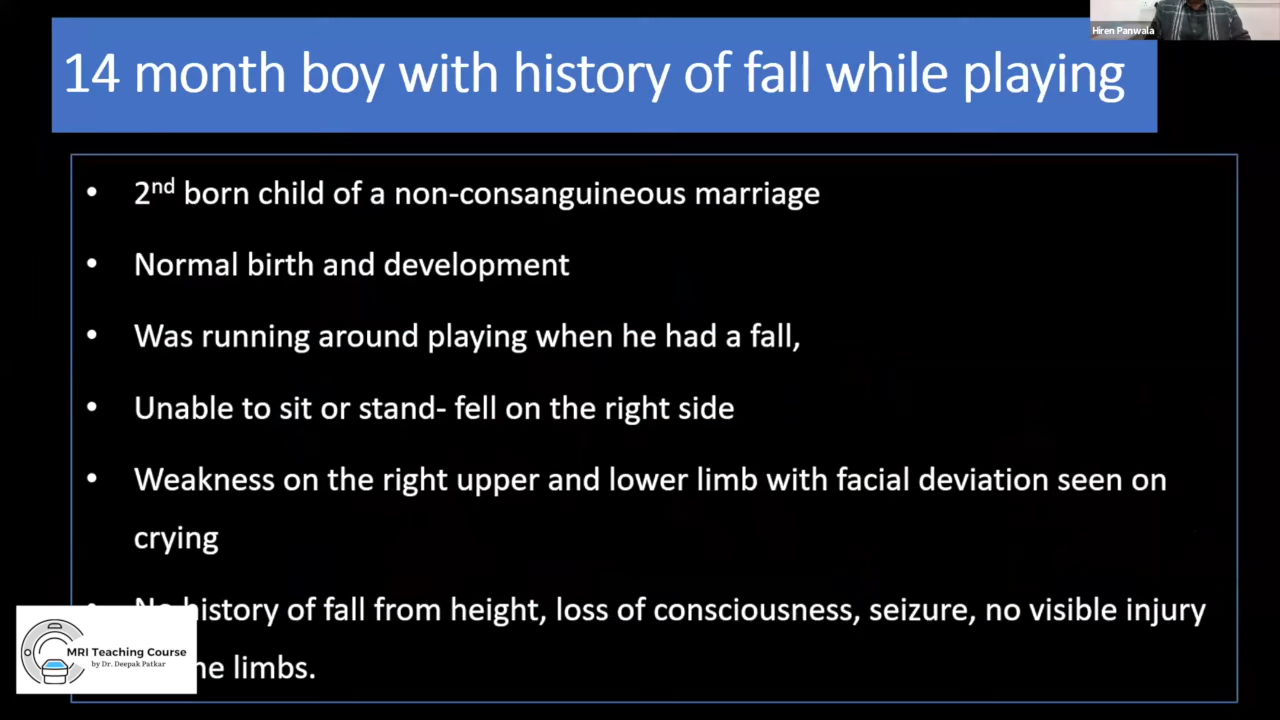 Hiren Panwala
14 month boy with history of fall while playing
• 2nd born child of a non-consanguineous marriage
• Normal birth and development
• Was running around playing when he had a fall,
• Unable to sit or stand- fell on the right side
• Weakness on the right upper and lower limb with facial deviation seen on
crying
• No history of fall from height, loss of consciousness, seizure, no visible injury
limbs.
MRI Teaching Course
by Dr. Deepak Patkar